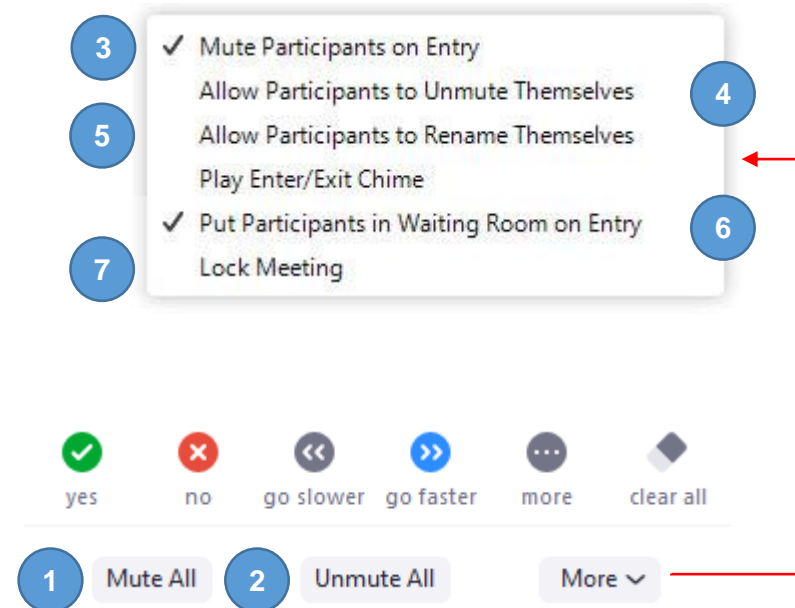 3 ✓ Mute Participants on Entry
Allow Participants to Unmute Themselves 4
5 Allow Participants to Rename Themselves
Play Enter/Exit Chime
✓ Put Participants in Waiting Room on Entry 6
7 Lock Meeting
yes no go slower go faster more clear all
1 Mute All 2 Unmute All More